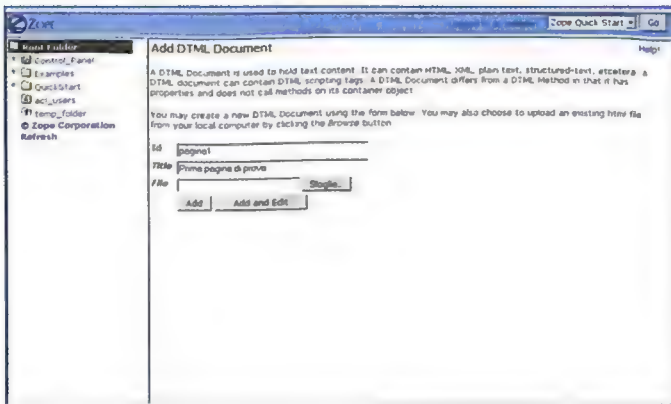 Zope
Zope Quick Start
Go
Root Folder
Control_Panel
Examples
QuickStart
acl_users
temp_folder
© Zope Corporation
Refresh
Add DTML Document
Help!
A DTML Document is used to hold text content. It can contain HTML, XML, plain text, structured-text, etcetera. A
DTML document can contain DTML scripting tags. A DTML Document differs from a DTML Method in that it has
properties and does not call methods on its container object.
You may create a new DTML Document using the form below. You may also choose to upload an existing html file
from your local computer by clicking the Browse button.
Id
pagina1
Title
Prima pagina di prova
File
Sfoglia...
Add
Add and Edit